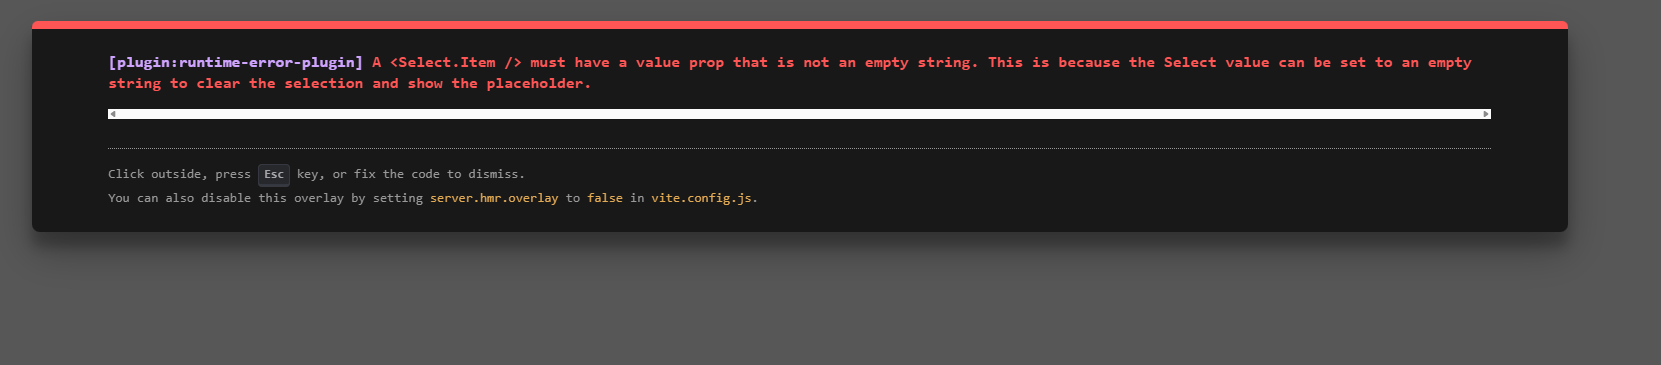 [plugin:runtime-error-plugin] A <Select.Item /> must have a value prop that is not an empty string. This is because the Select value can be set to an empty
string to clear the selection and show the placeholder.
Click outside, press Esc key, or fix the code to dismiss.
You can also disable this overlay by setting server.hmr.overlay to false in vite.config.js.